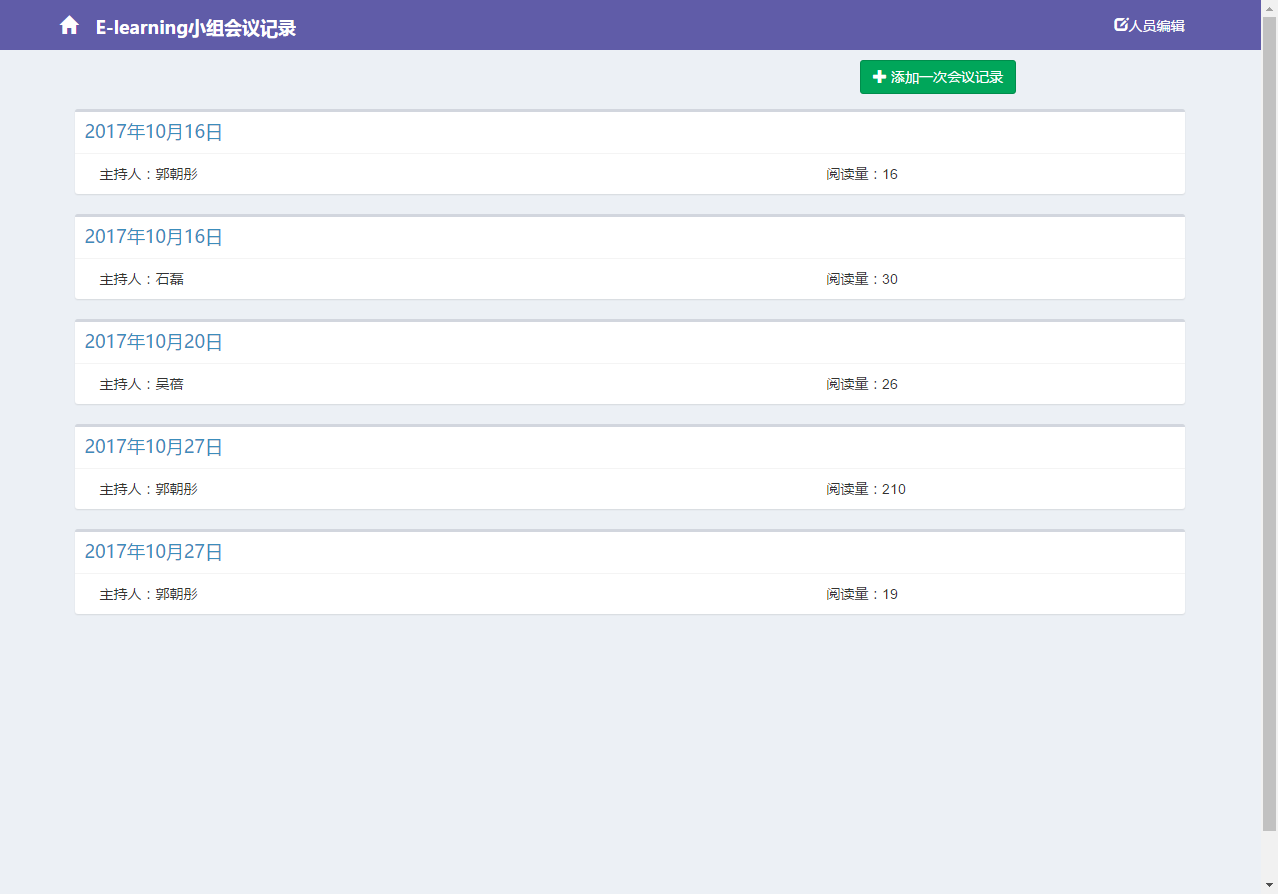 E-learning小组会议记录
人员编辑
添加一次会议记录
2017年10月16日
主持人：郭朝彤
阅读量：16
2017年10月16日
主持人：石磊
阅读量：30
2017年10月20日
主持人：吴蓓
阅读量：26
2017年10月27日
主持人：郭朝彤
阅读量：210
2017年10月27日
主持人：郭朝彤
阅读量：19